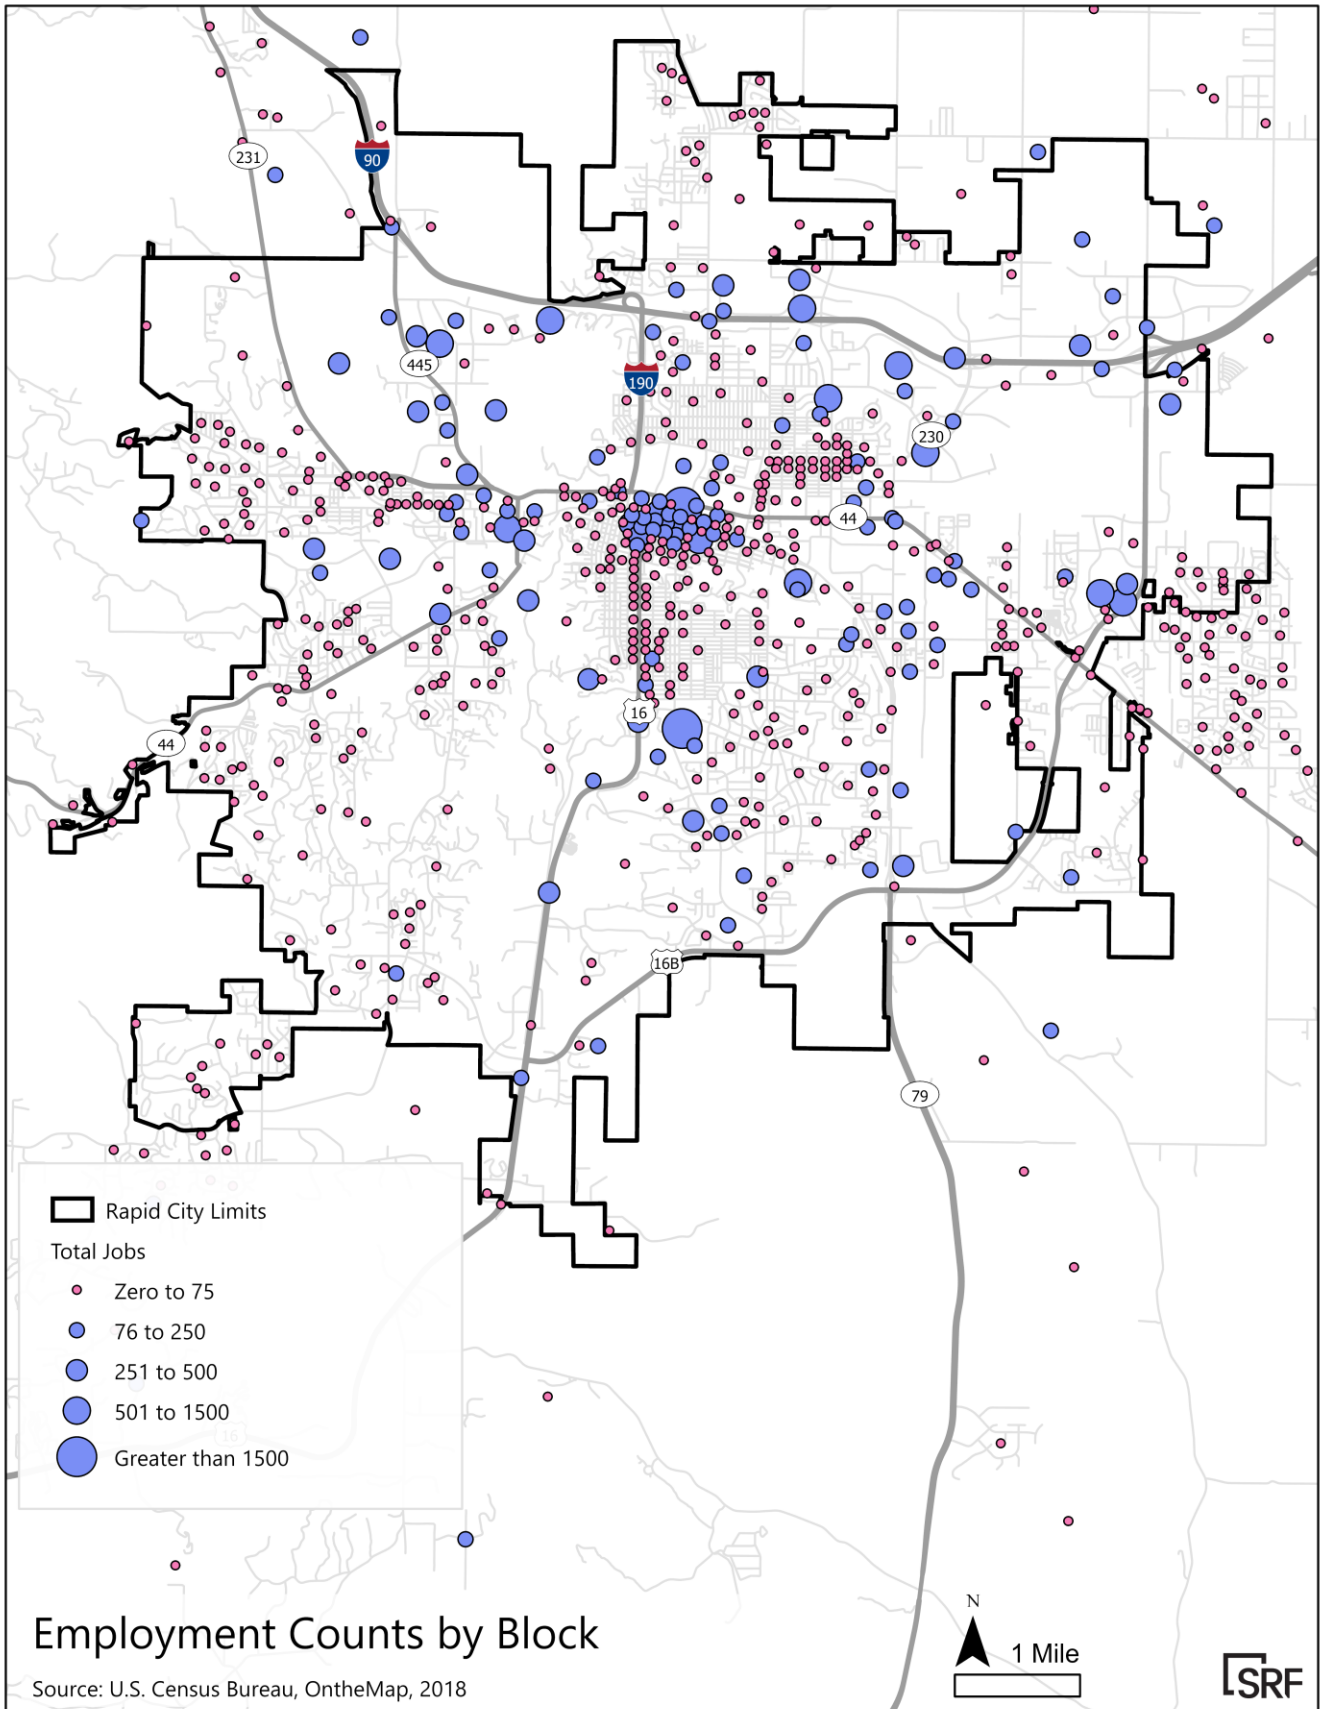 231
90
445
190
230
44
16
44
16B
79
Rapid City Limits
Total Jobs
Zero to 75
76 to 250
251 to 500
501 to 1500
Greater than 1500
16
Employment Counts by Block
Source: U.S. Census Bureau, OntheMap, 2018
N
1 Mile
SRF